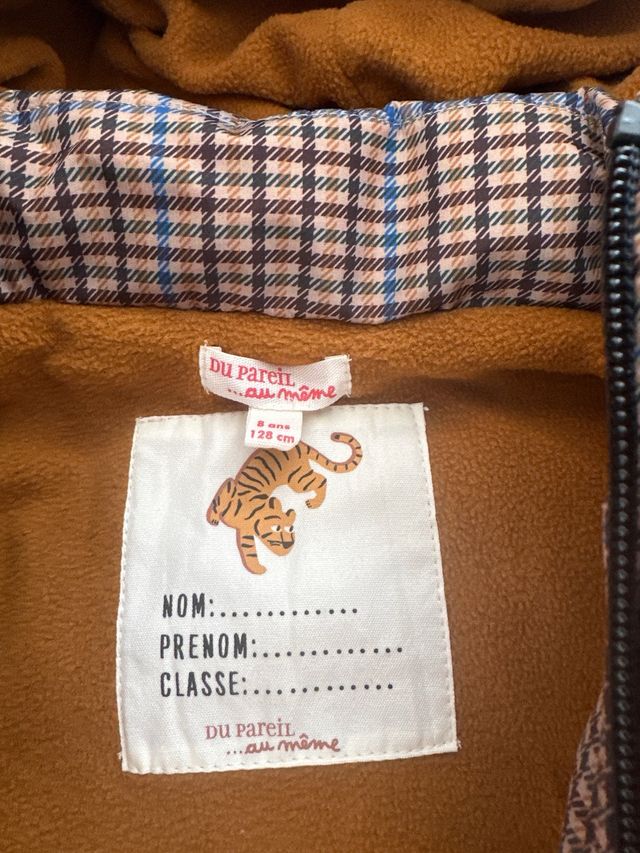 Du Pareil
...au même
8 ans
128 cm
NOM:............
PRENOM:.............
CLASSE:.............
Du Pareil
...au même